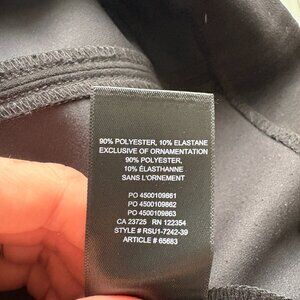 90% POLYESTER, 10% ELASTANE
EXCLUSIVE OF ORNAMENTATION
90% POLYESTER,
10% ÉLASTHANNE
SANS L'ORNEMENT
PO 4500109861
PO 4500109862
PO 4500109863
CA 23725 RN 122354
STYLE # RSU1-7242-39
ARTICLE # 65683